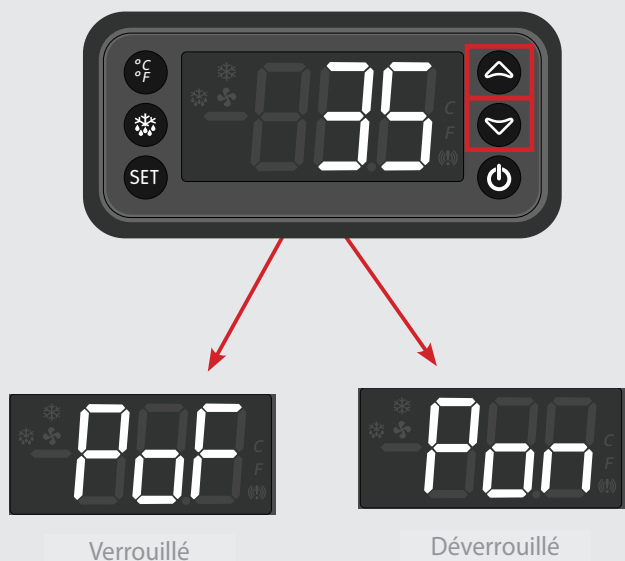 °C
°F
35
C
F
SET
PoF
C
F
Pon
C
F
Verrouillé
Déverrouillé